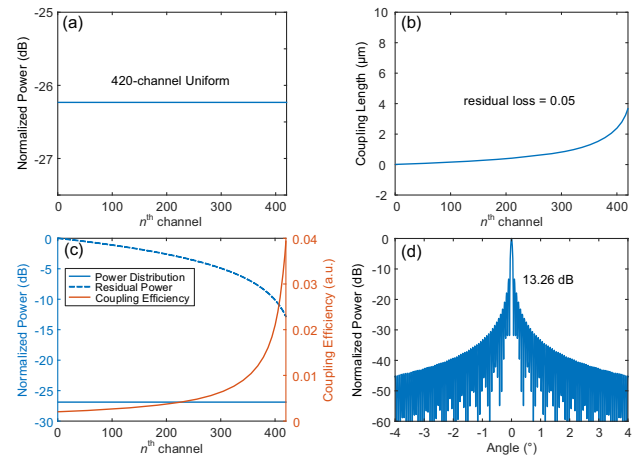 (a)
Normalized Power (dB)
-25
-26
-27
420-channel Uniform
0 100 200 300 400
nth channel
(b)
Coupling Length (μm)
10
8
6
4
2
0
-2
residual loss = 0.05
0 100 200 300 400
nth channel
(c)
Normalized Power (dB)
0
-5
-10
-15
-20
-25
-30
Power Distribution
Residual Power
Coupling Efficiency
0.04
0.03
0.02
0.01
0
Coupling Efficiency (a.u.)
0 100 200 300 400
nth channel
(d)
Normalized Power (dB)
0
-10
-20
-30
-40
-50
-60
13.26 dB
-4 -3 -2 -1 0 1 2 3 4
Angle (°)